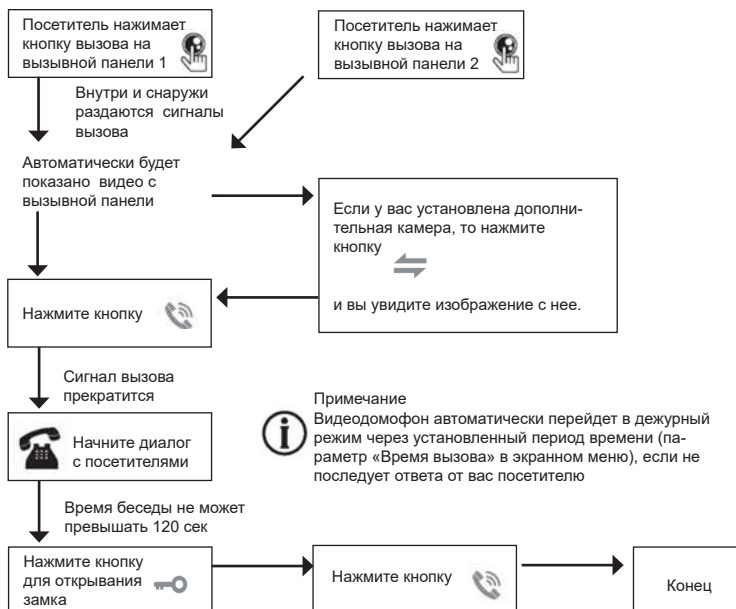 Посетитель нажимает
кнопку вызова на
вызывной панели 1
Посетитель нажимает
кнопку вызова на
вызывной панели 2
Внутри и снаружи
раздаются сигналы
вызова
Автоматически будет
показано видео с
вызывной панели
Если у вас установлена дополни-
тельная камера, то нажмите
кнопку
и вы увидите изображение с нее.
Нажмите кнопку
Сигнал вызова
прекратится
Начните диалог
с посетителями
Примечание
Видеодомофон автоматически перейдет в дежурный
режим через установленный период времени (па-
раметр «Время вызова» в экранном меню), если не
последует ответа от вас посетителю
Время беседы не может
превышать 120 сек
Нажмите кнопку
для открывания
замка
Нажмите кнопку
Конец